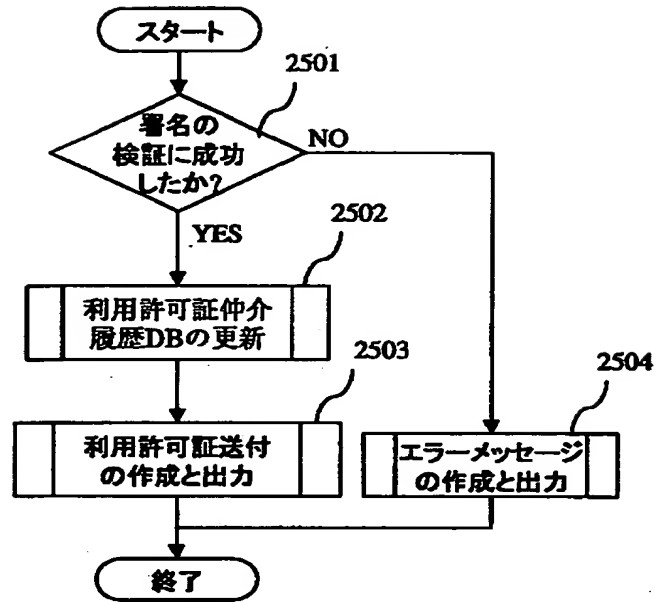 スタート
2501
署名の
検証に成功
したか?
NO
YES
2502
利用許可証仲介
履歴DBの更新
2503
利用許可証送付
の作成と出力
2504
エラーメッセージ
の作成と出力
終了